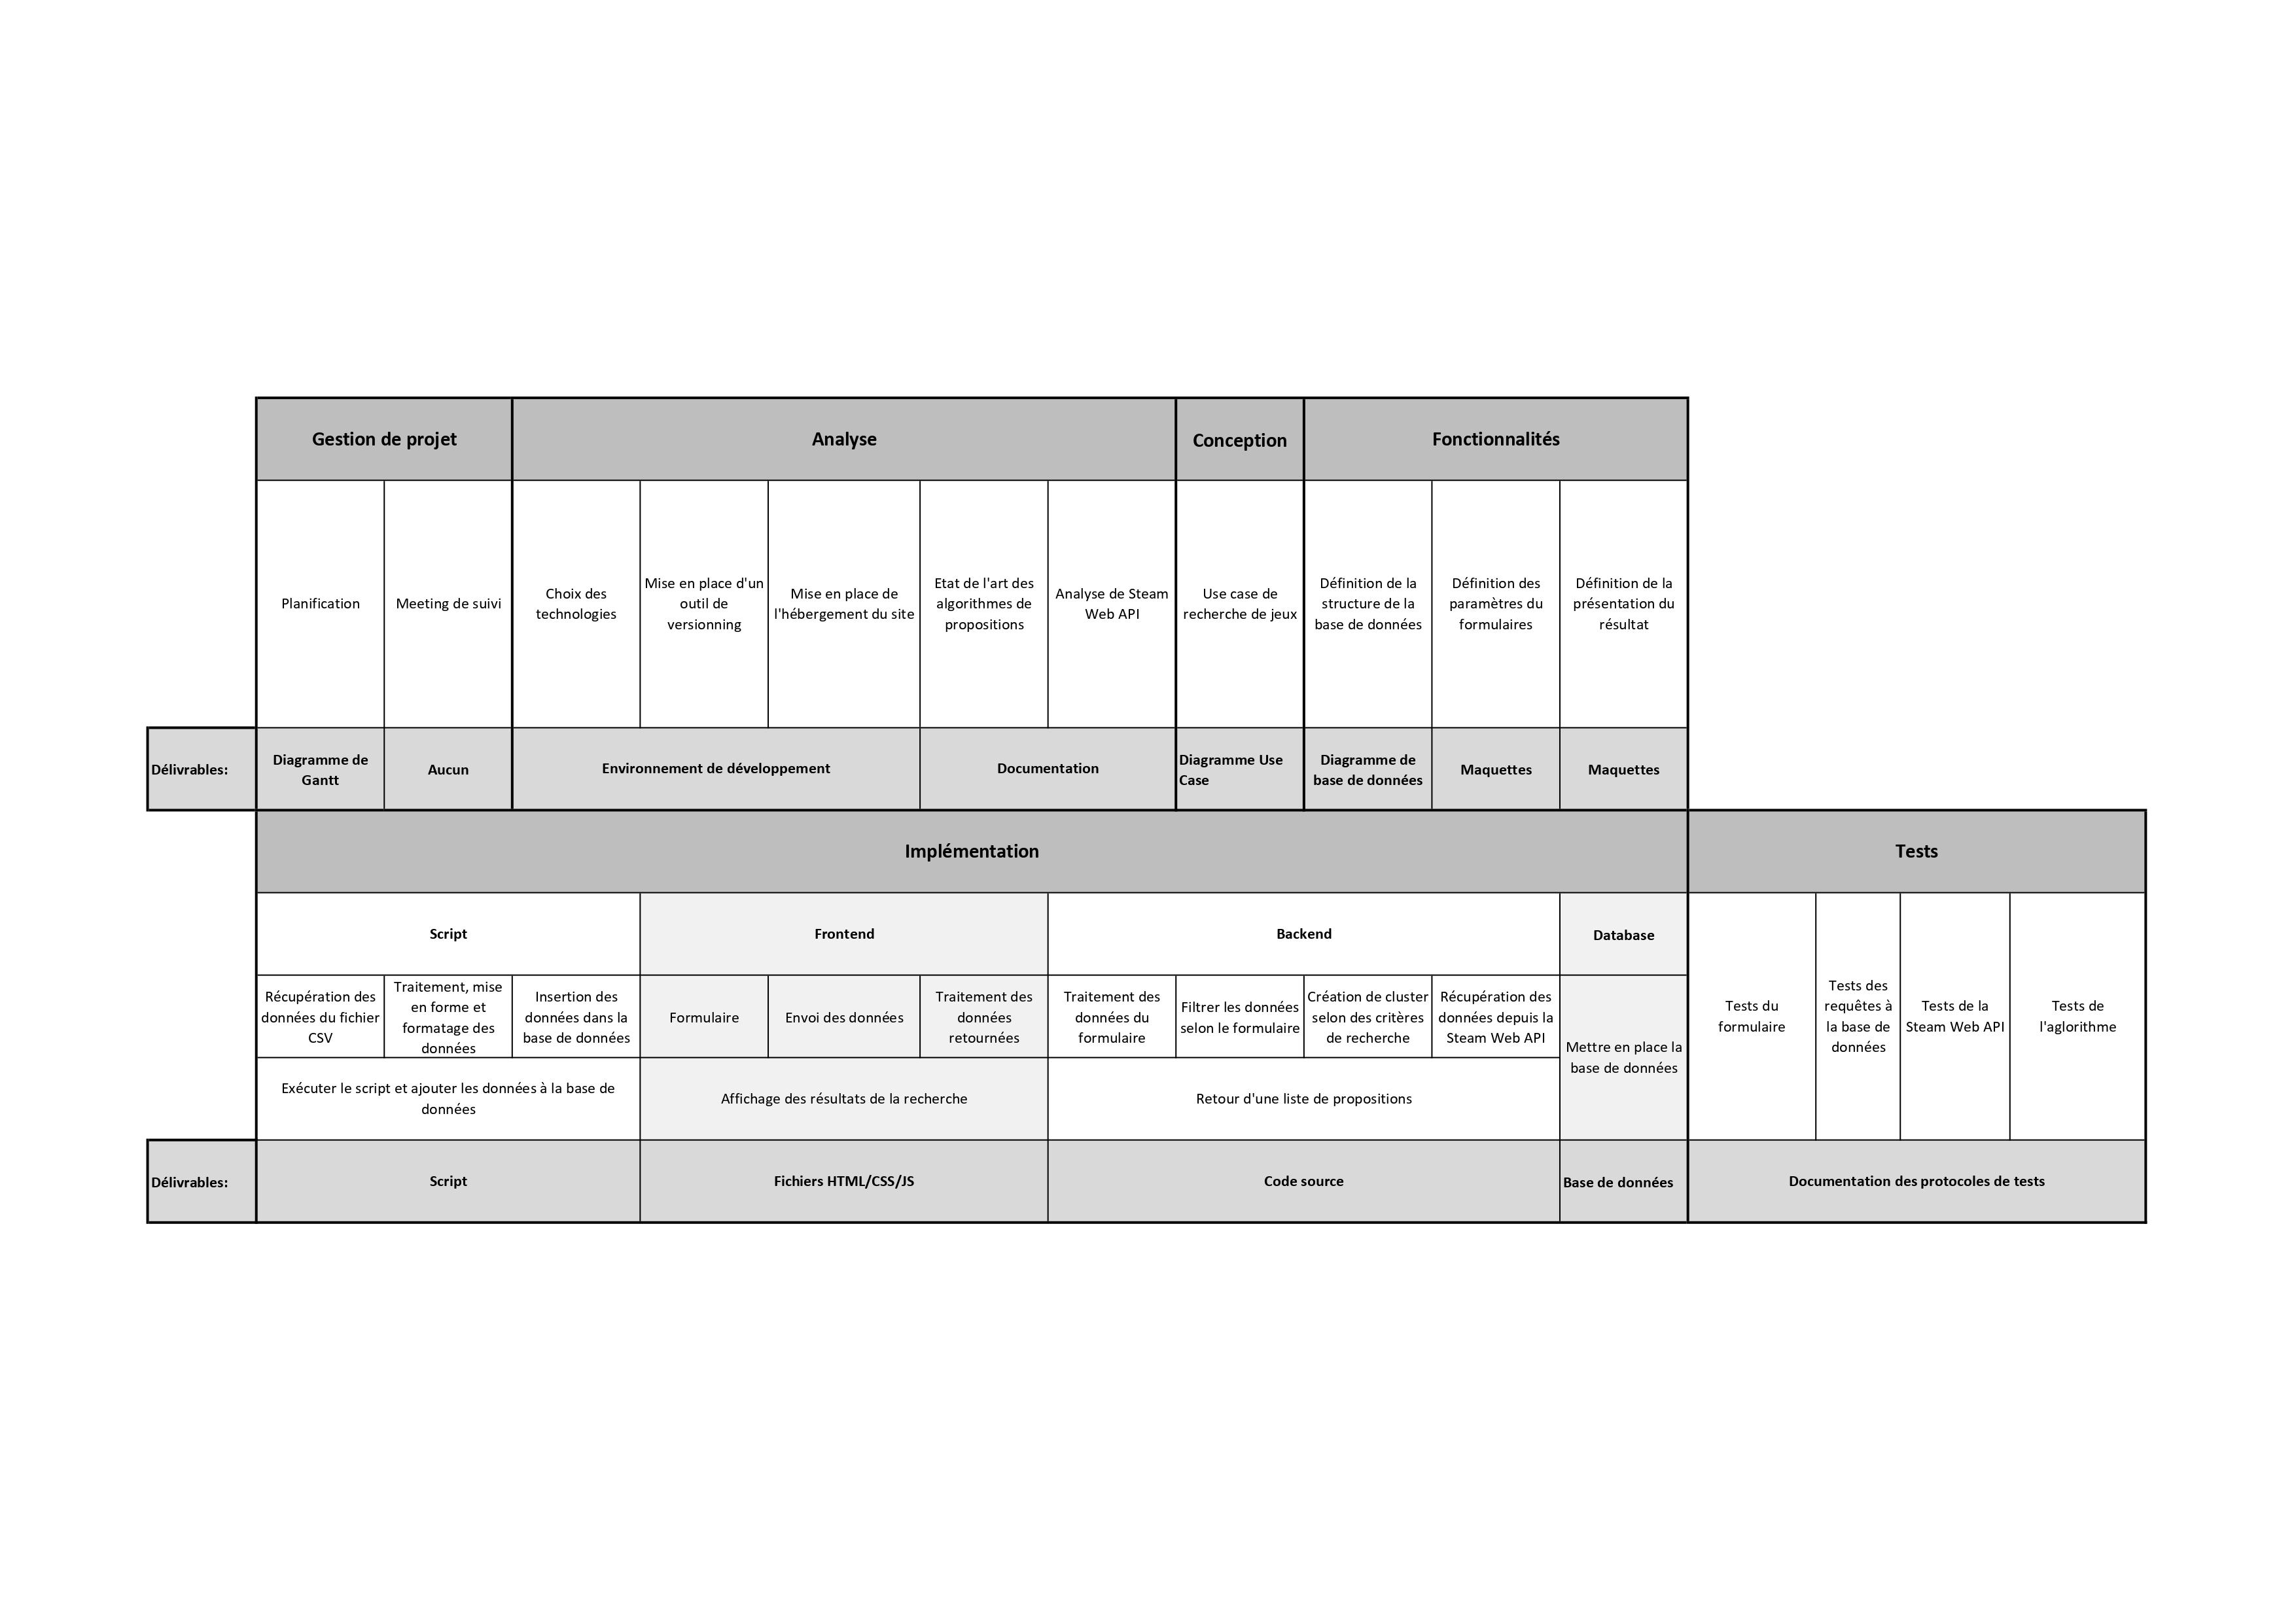 Gestion de projet
Analyse
Conception
Fonctionnalités
Planification
Meeting de suivi
Choix des
technologies
Mise en place d'un
outil de
versionning
Mise en place de
l'hébergement du site
Etat de l'art des
algorithmes de
propositions
Analyse de Steam
Web API
Use case de
recherche de jeux
Définition de la
structure de la
base de données
Définition des
paramètres du
formulaires
Définition de la
présentation du
résultat
Délivrables:
Diagramme de
Gantt
Aucun
Environnement de développement
Documentation
Diagramme Use
Case
Diagramme de
base de données
Maquettes
Maquettes
Implémentation
Tests
Script
Frontend
Backend
Database
Récupération des
données du fichier
CSV
Traitement, mise
en forme et
formatage des
données
Insertion des
données dans la
base de données
Formulaire
Envoi des données
Traitement des
données
retournées
Traitement des
données du
formulaire
Filtrer les données
selon le formulaire
Création de cluster
selon des critères
de recherche
Récupération des
données depuis la
Steam Web API
Mettre en place la
base de données
Tests du
formulaire
Tests des
requêtes à
la base de
données
Tests de la
Steam Web API
Tests de
l'aglorithme
Exécuter le script et ajouter les données à la base de
données
Affichage des résultats de la recherche
Retour d'une liste de propositions
Délivrables:
Script
Fichiers HTML/CSS/JS
Code source
Base de données
Documentation des protocoles de tests